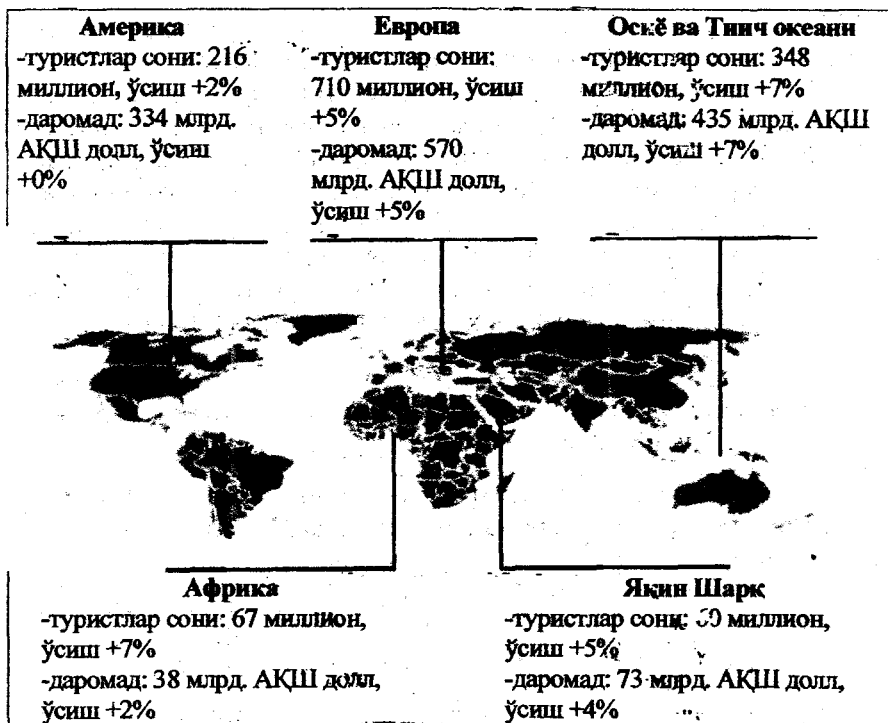 Америка
-туристлар сони: 216
миллион, ўсиш +2%
-даромад: 334 млрд.
АҚШ долл, ўсиш
+0%
Европа
-туристлар сони:
710 миллион, ўсиш
+5%
-даромад: 570
млрд. АҚШ долл,
ўсиш +5%
Осиё ва Тинч океани
-туристлар сони: 348
миллион, ўсиш +7%
-даромад: 435 млрд. АҚШ
долл, ўсиш +7%
Африка
-туристлар сони: 67 миллион,
ўсиш +7%
-даромад: 38 млрд. АҚШ долл,
ўсиш +2%
Яқин Шарқ
-туристлар сони: миллион,
ўсиш +5%
-даромад: 73 млрд. АҚШ долл,
ўсиш +4%